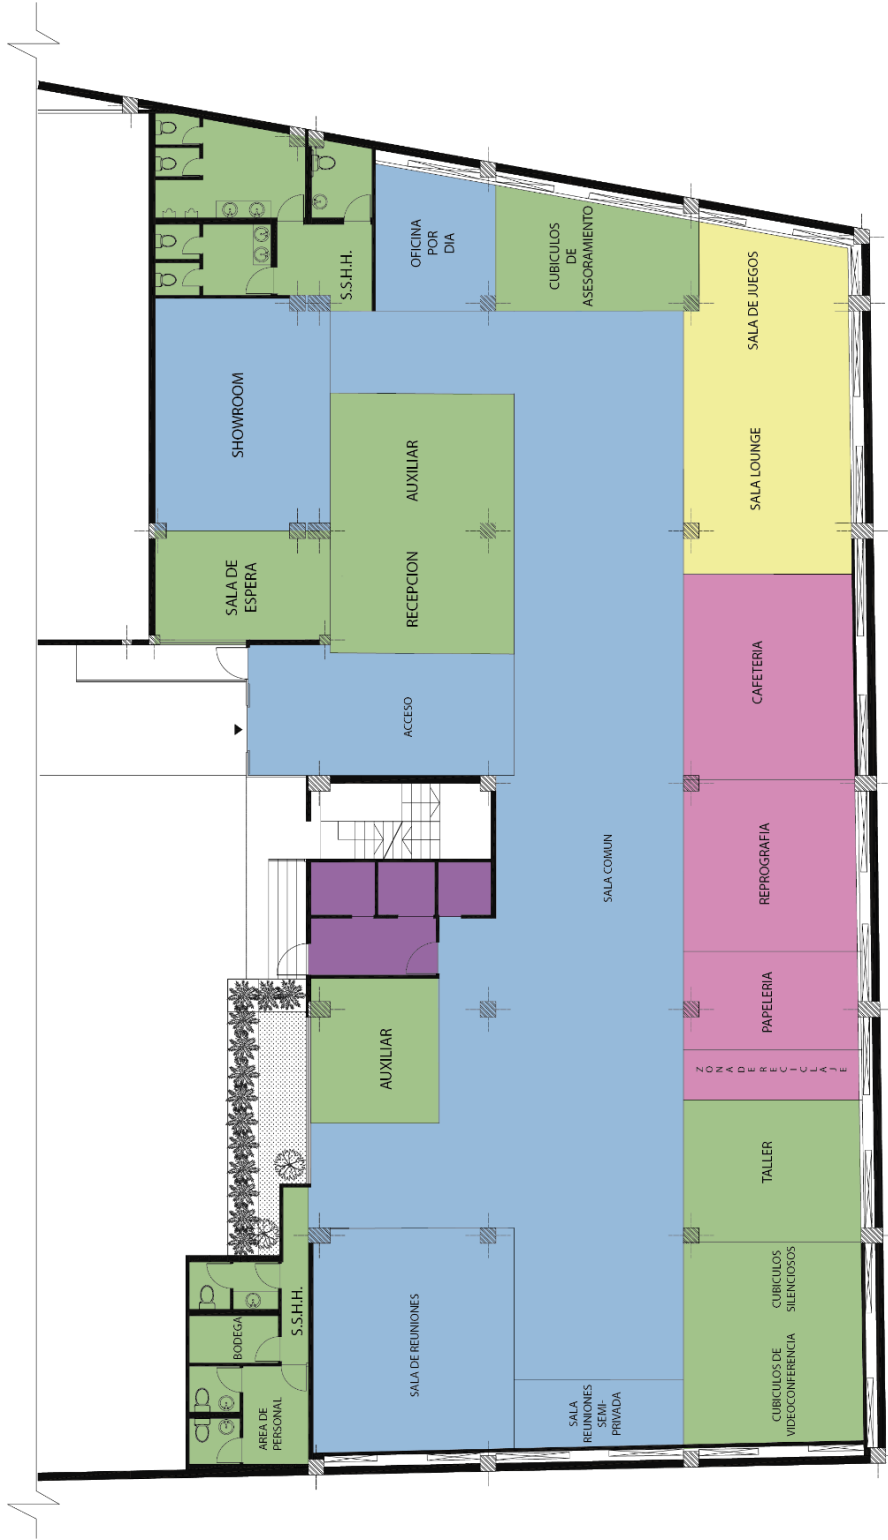 S.S.H.H.
OFICINA
POR
DIA
CUBICULOS
DE
ASESORAMIENTO
SALA DE JUEGOS
SHOWROOM
AUXILIAR
SALA LOUNGE
SALA DE
ESPERA
RECEPCION
CAFETERIA
ACCESO
SALA COMUN
REPROGRAFIA
PAPELERIA
AUXILIAR
ZONA DE RECICLAJE
TALLER
S.S.H.H.
BODEGA
AREA DE
PERSONAL
SALA DE REUNIONES
SALA
REUNIONES
SEMI-
PRIVADA
CUBICULOS
SILENCIOSOS
CUBICULOS DE
VIDEOCONFERENCIA